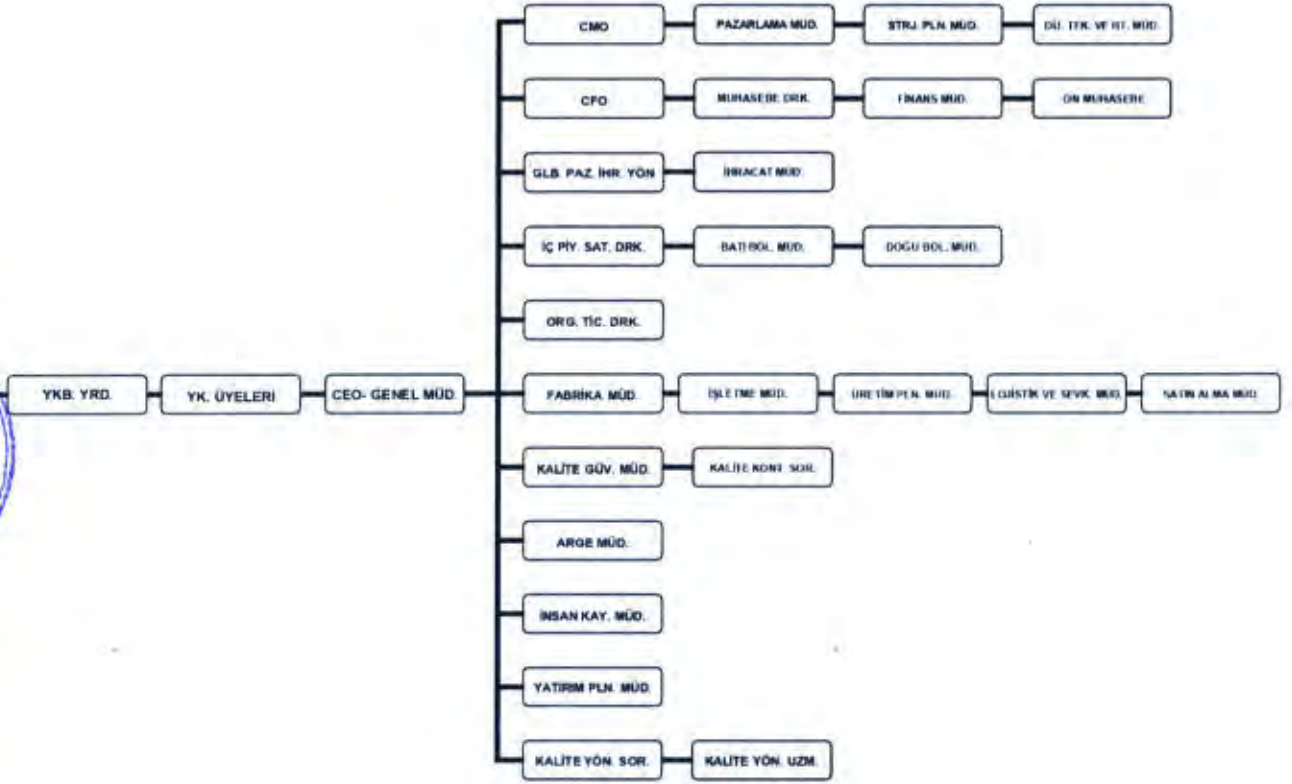 CMO PAZARLAMA MÜD. STRJ. PLN. MÜD. DIJ. TEK. VE MÜD.
CFO MUHASEBE DRK. FİNANS MÜD. ÖN MUHASEBE
GLB. PAZ. İHR. YÖN İHRACAT MÜD.
İÇ PİY. SAT. DRK. BATI BÖL. MÜD. DOĞU BÖL. MÜD.
ORG. TİC. DRK.
YKB. YRD. YK. ÜYELERİ CEO- GENEL MÜD. FABRİKA MÜD. İŞLETME MÜD. ÜRETİM PLN. MÜD. LOJİSTİK VE SEVK. MÜD. SATIN ALMA MÜD.
KALİTE GÜV. MÜD. KALİTE KONT. SOR.
ARGE MÜD.
İNSAN KAY. MÜD.
YATIRIM PLN. MÜD.
KALİTE YÖN. SOR. KALİTE YÖN. UZM.